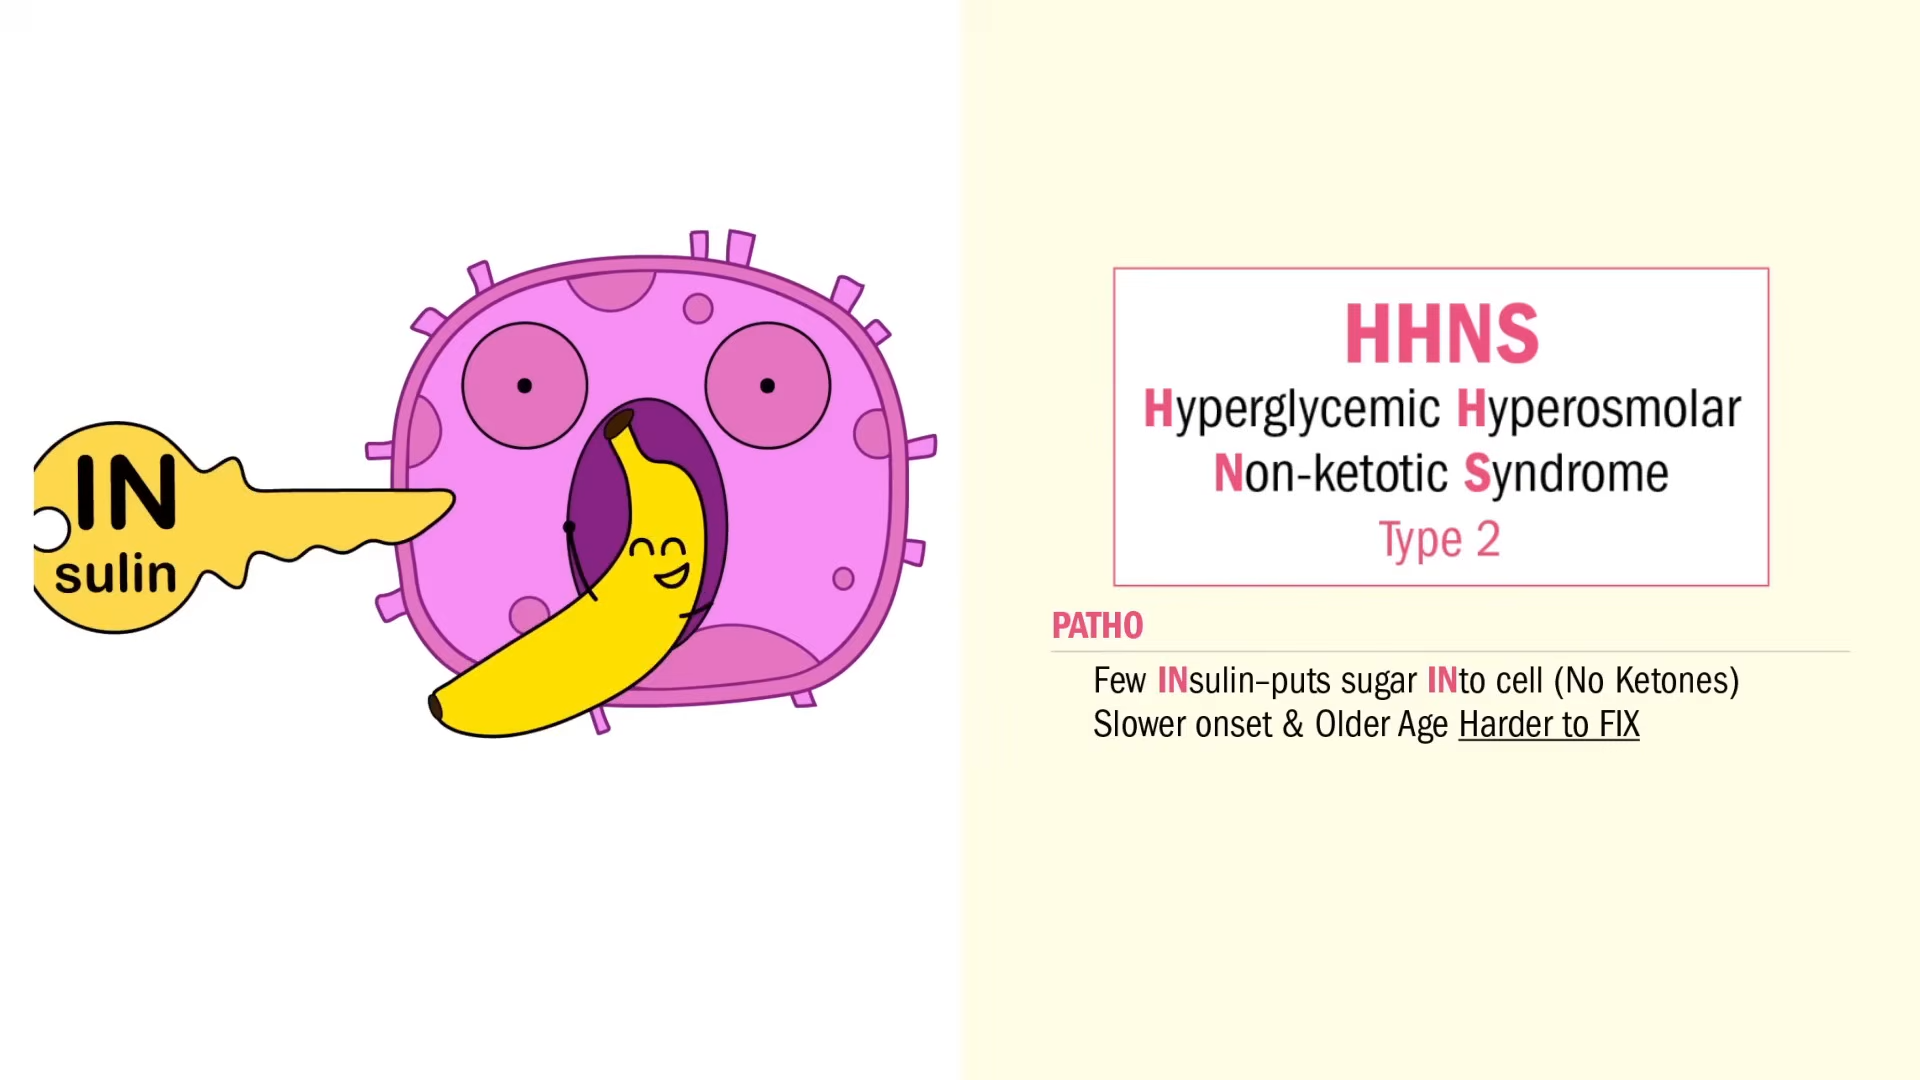 IN
sulin
HHNS
Hyperglycemic Hyperosmolar
Non-ketotic Syndrome
Type 2
PATHO
Few INsulin–puts sugar INto cell (No Ketones)
Slower onset & Older Age Harder to FIX